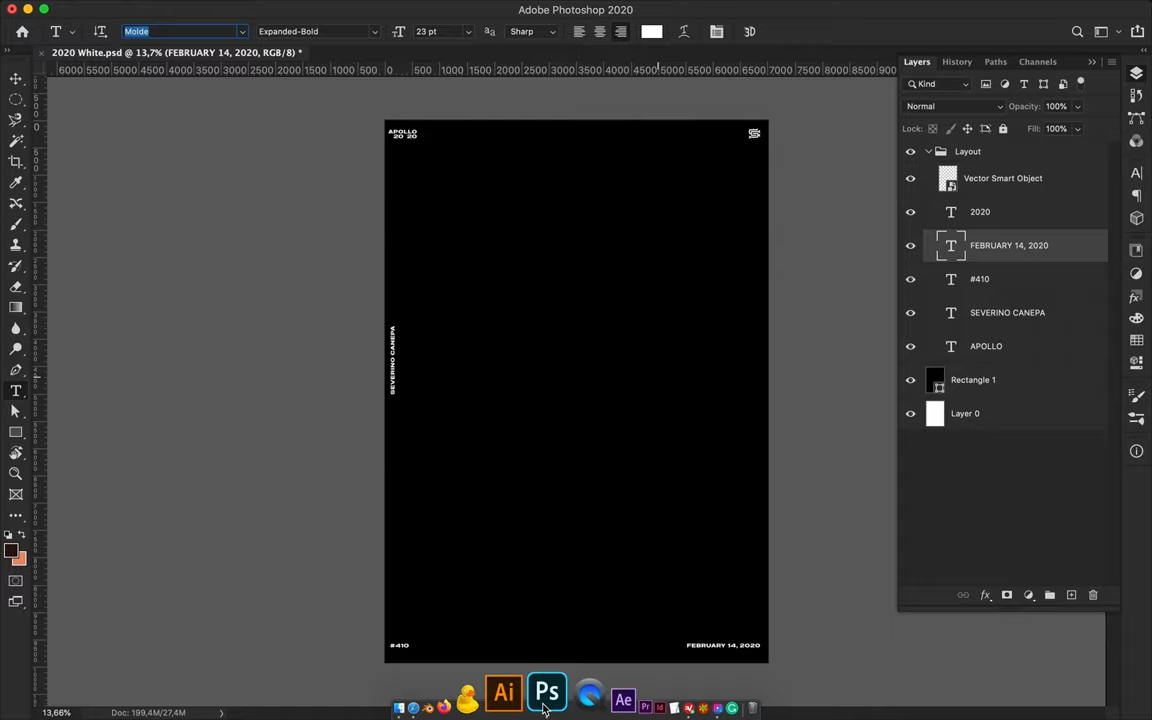 Adobe Photoshop 2020
Molde
Expanded-Bold
23 pt
Sharp
3D
2020 White.psd @ 13,7% (FEBRUARY 14, 2020, RGB/8) *
6000 5500 5000 4500 4000 3500 3000 2500 2000 1500 1000 500 0 500 1000 1500 2000 2500 3000 3500 4000 4500 5000 5500 6000 6500 7000 7500 8000 8500 900
Layers
History
Paths
Channels
Kind
Normal
Opacity: 100%
Lock:
Fill: 100%
Layout
Vector Smart Object
2020
FEBRUARY 14, 2020
#410
SEVERINO CANEPA
APOLLO
Rectangle 1
Layer 0
APOLLO
20 20
SEVERINO CANEPA
#410
FEBRUARY 14, 2020
Ai
Ps
Ae
Pr
Id
13,66%
Doc: 199,4M/27,4M